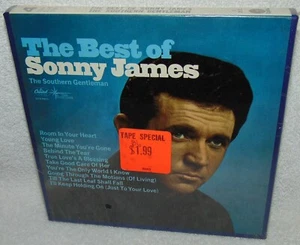 The Best of
Sonny James
The Southern Gentleman
Capitol
Room In Your Heart
Young Love
The Minute You're Gone
Behind The Tear
True Love's A Blessing
Take Good Care Of Her
You're The Only World I Know
Going Through The Motions (Of Living)
Till The Last Leaf Shall Fall
I'll Keep Holding On (Just To Your Love)
TAPE SPECIAL
$1.99